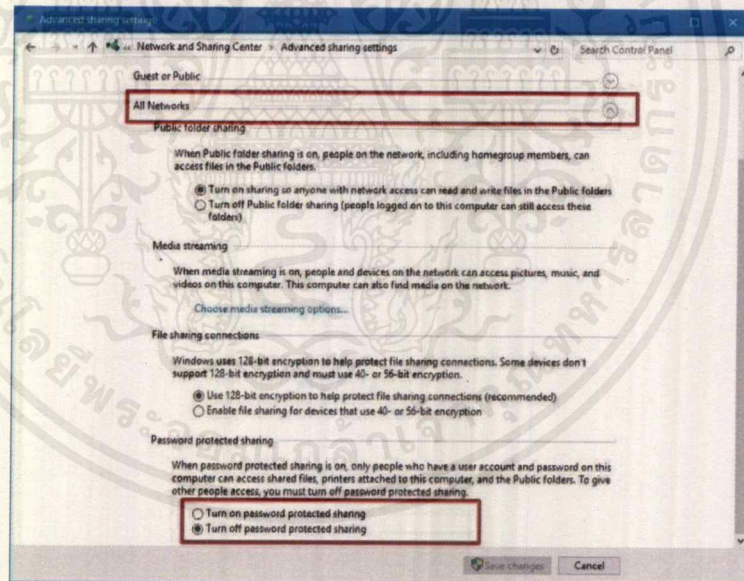 Advanced sharing settings
Network and Sharing Center > Advanced sharing settings
Search Control Panel
Guest or Public
All Networks
Public folder sharing
When Public folder sharing is on, people on the network, including homegroup members, can
access files in the Public folders.
Turn on sharing so anyone with network access can read and write files in the Public folders
Turn off Public folder sharing (people logged on to this computer can still access these
folders)
Media streaming
When media streaming is on, people and devices on the network can access pictures, music, and
videos on this computer. This computer can also find media on the network.
Choose media streaming options...
File sharing connections
Windows uses 128-bit encryption to help protect file sharing connections. Some devices don't
support 128-bit encryption and must use 40- or 56-bit encryption.
Use 128-bit encryption to help protect file sharing connections (recommended)
Enable file sharing for devices that use 40- or 56-bit encryption
Password protected sharing
When password protected sharing is on, only people who have a user account and password on this
computer can access shared files, printers attached to this computer, and the Public folders. To give
other people access, you must turn off password protected sharing.
Turn on password protected sharing
Turn off password protected sharing
Save changes
Cancel